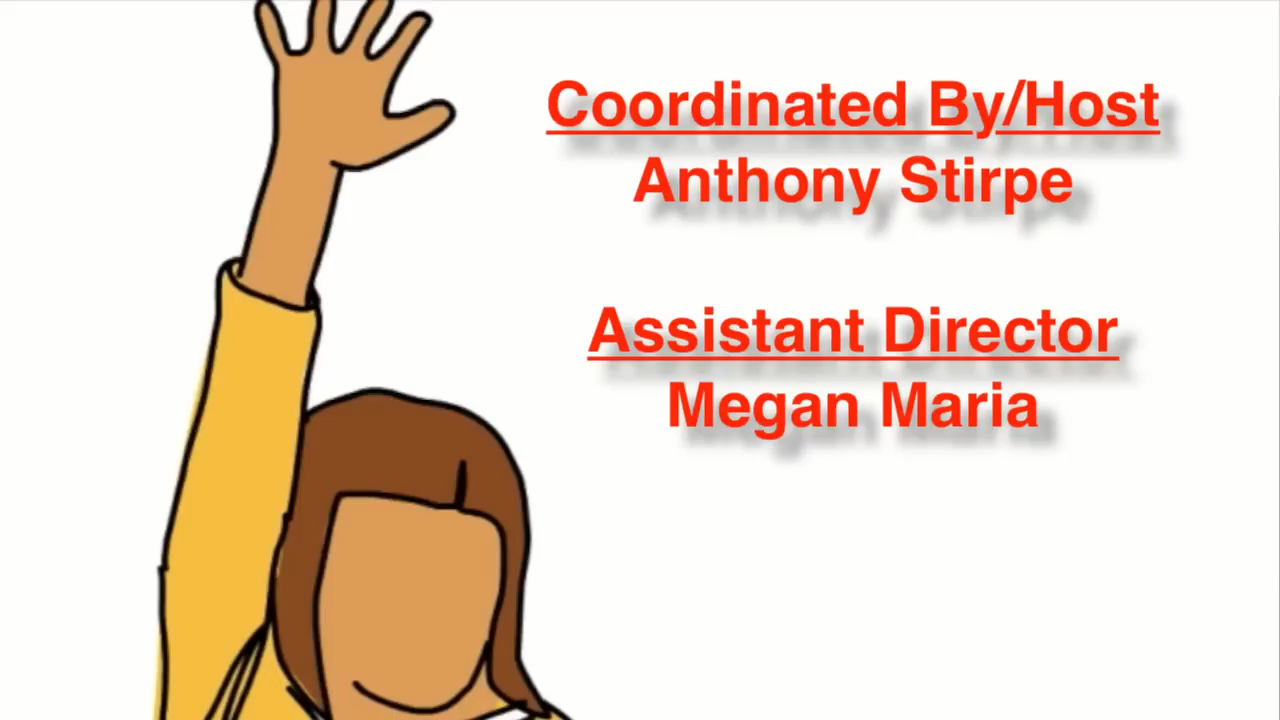 Coordinated By/Host
Anthony Stirpe
Assistant Director
Megan Maria